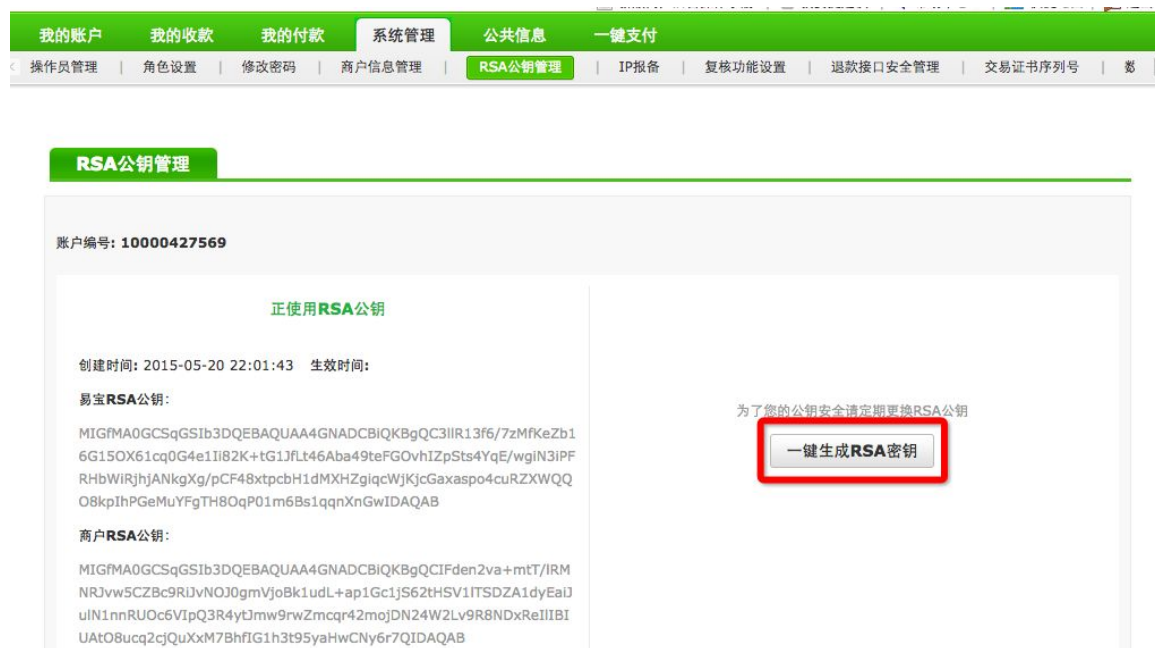 我的账户 我的收款 我的付款 系统管理 公共信息 一键支付
操作员管理 | 角色设置 | 修改密码 | 商户信息管理 | RSA公钥管理 | IP报备 | 复核功能设置 | 退款接口安全管理 | 交易证书序列号 |
RSA公钥管理
账户编号: 10000427569
正使用RSA公钥
创建时间: 2015-05-20 22:01:43 生效时间:
易宝RSA公钥:
MIGfMA0GCSqGSIb3DQEBAQUAA4GNADCBiQKBgQC3llR13f6/7zMfKeZb1
6G15OX61cq0G4e1Ii82K+tG1JfLt46Aba49teFGOvhIZpSts4YqE/wgiN3iPF
RHbWiRjhjANkgXg/pCF48xtpcbH1dMXHZgiqcWjKjcGaxaspo4cuRZXWQQ
O8kpIhPGeMuYFgTH8OqP01m6Bs1qqnXnGwIDAQAB
商户RSA公钥:
MIGfMA0GCSqGSIb3DQEBAQUAA4GNADCBiQKBgQCIFden2va+mtT/lRM
NRJvw5CZBc9RiJvNOJ0gmVjoBk1udL+ap1Gc1jS62tHSV1lTSDZA1dyEaiJ
ulN1nnRUOc6VIpQ3R4ytJmw9rwZmcqr42mojDN24W2Lv9R8NDxReIlIBI
UAtO8ucq2cjQuXxM7BhfIG1h3t95yaHwCNy6r7QIDAQAB
为了您的公钥安全请定期更换RSA公钥
一键生成RSA密钥